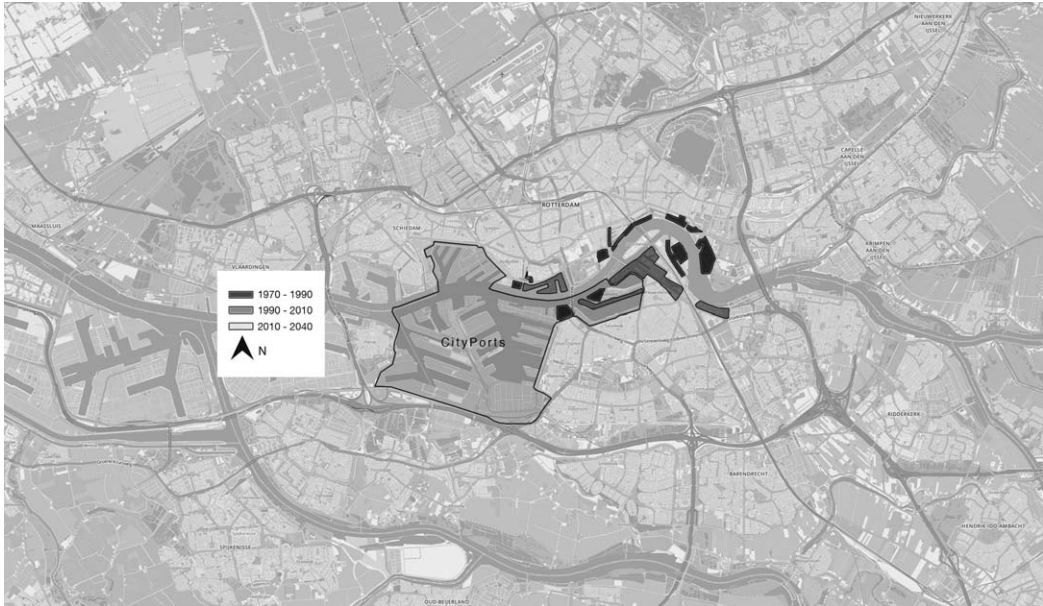 NIEUWERKERK
AAN DEN
IJSSEL
CAPELLE
AAN DEN
IJSSEL
ROTTERDAM
MAASSLUIS
SCHIEDAM
KRIMPEN
AAN DEN
IJSSEL
VLAARDINGEN
1970 - 1990
1990 - 2010
2010 - 2040
N
CityPorts
RIDDERKERK
BARENDRECHT
HENDRIK-IDO-AMBACHT
SPIJKENISSE
OUD-BEIJERLAND